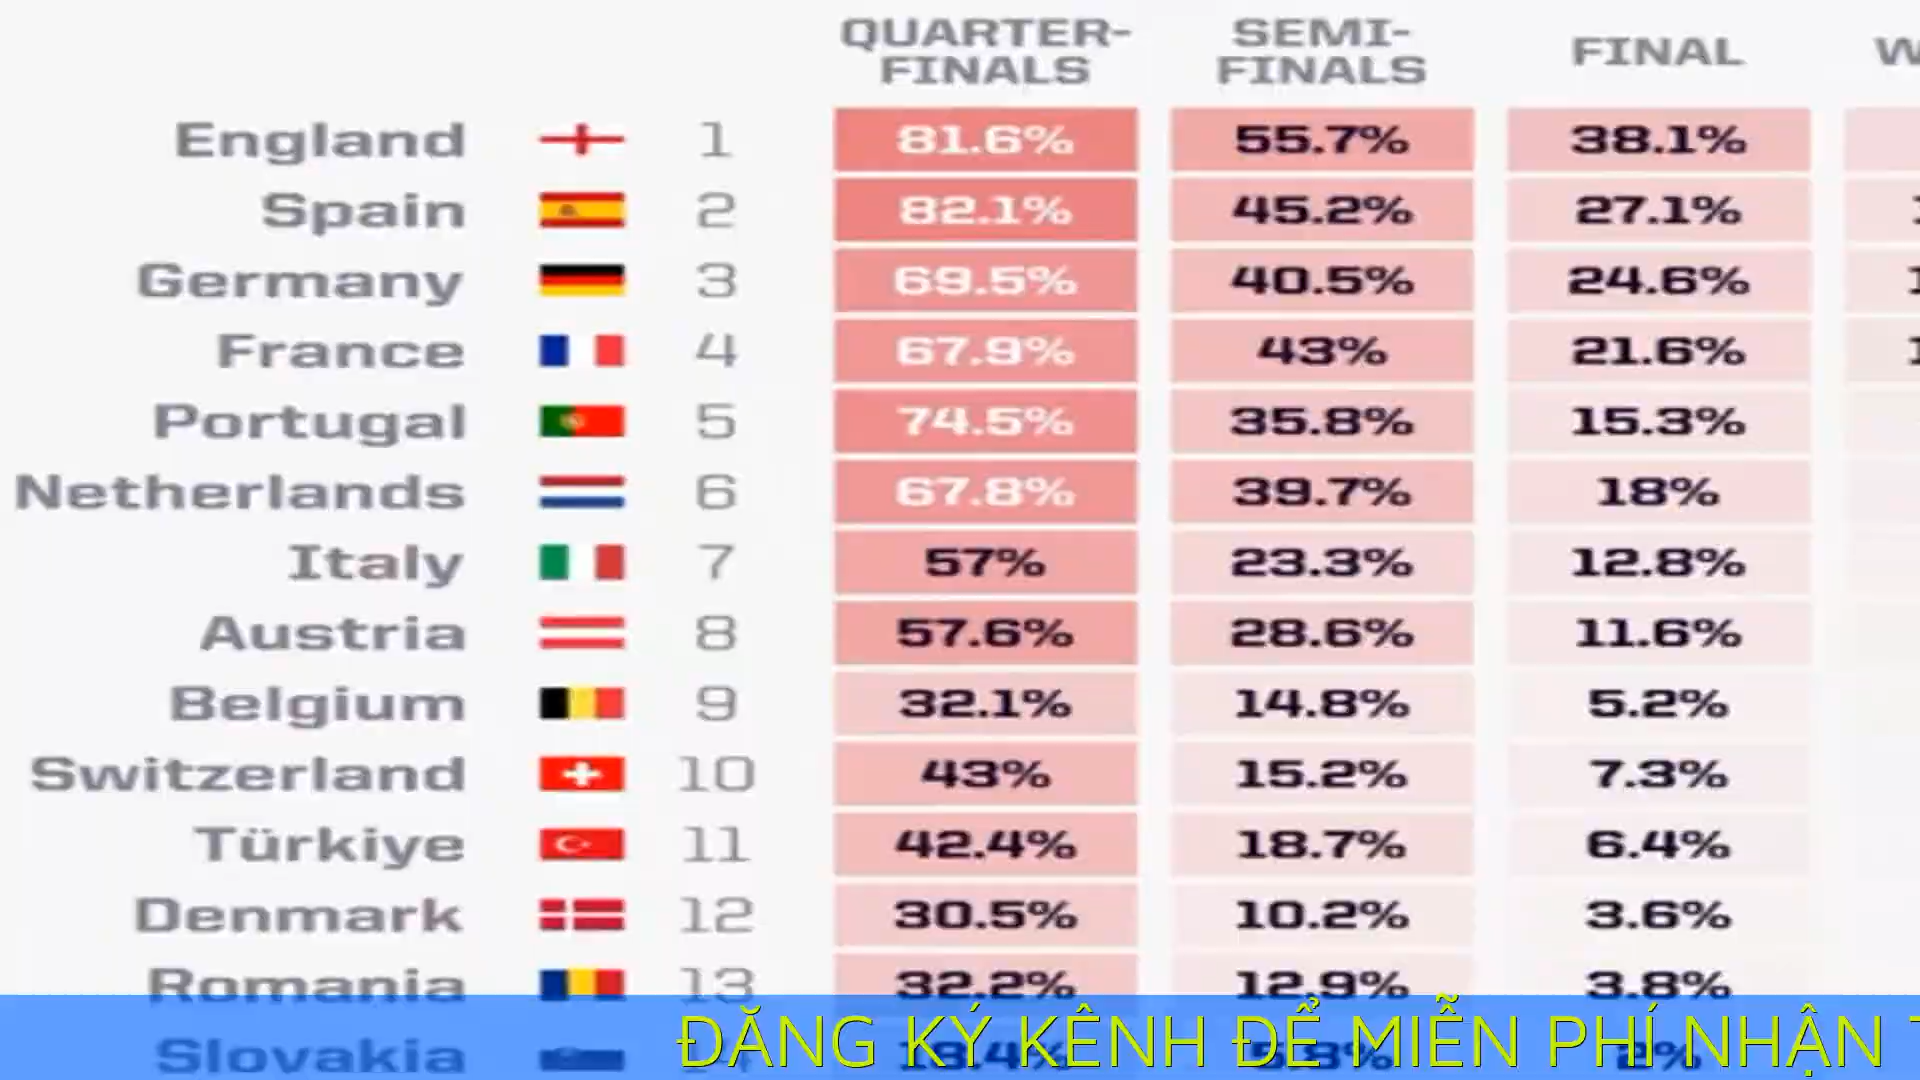 QUARTER-FINALS SEMI-FINALS FINAL W
England 1 81.6% 55.7% 38.1%
Spain 2 82.1% 45.2% 27.1%
Germany 3 69.5% 40.5% 24.6% 1
France 4 67.9% 43% 21.6% 1
Portugal 5 74.5% 35.8% 15.3%
Netherlands 6 67.8% 39.7% 18%
Italy 7 57% 23.3% 12.8%
Austria 8 57.6% 28.6% 11.6%
Belgium 9 32.1% 14.8% 5.2%
Switzerland 10 43% 15.2% 7.3%
Türkiye 11 42.4% 18.7% 6.4%
Denmark 12 30.5% 10.2% 3.6%
Romania 13 32.2% 12.9% 3.8%
Slovakia 2%
ĐĂNG KÝ KÊNH ĐỂ MIỄN PHÍ NHẬN